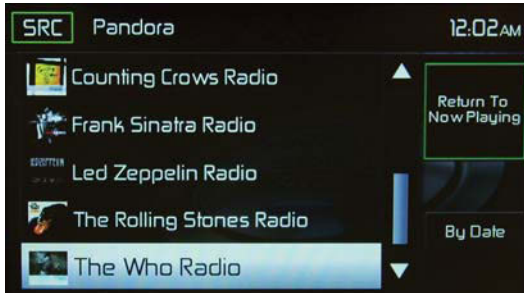 SRC Pandora 12:02AM
Counting Crows Radio
Frank Sinatra Radio
Led Zeppelin Radio
The Rolling Stones Radio
The Who Radio
Return To
Now Playing
By Date